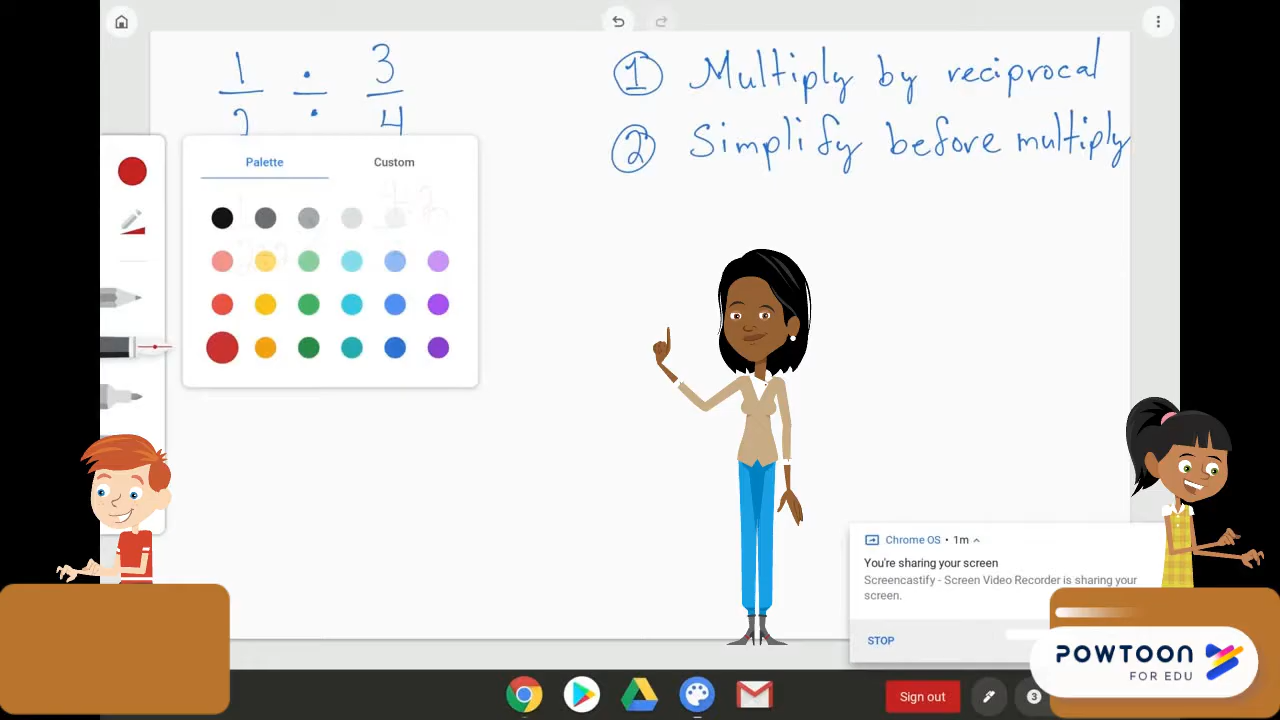 1 ÷ 3
2 4
① Multiply by reciprocal
② Simplify before multiply
Palette Custom
Chrome OS • 1m
You're sharing your screen
Screencastify - Screen Video Recorder is sharing your
screen.
STOP
POWTOON
FOR EDU
Sign out
3